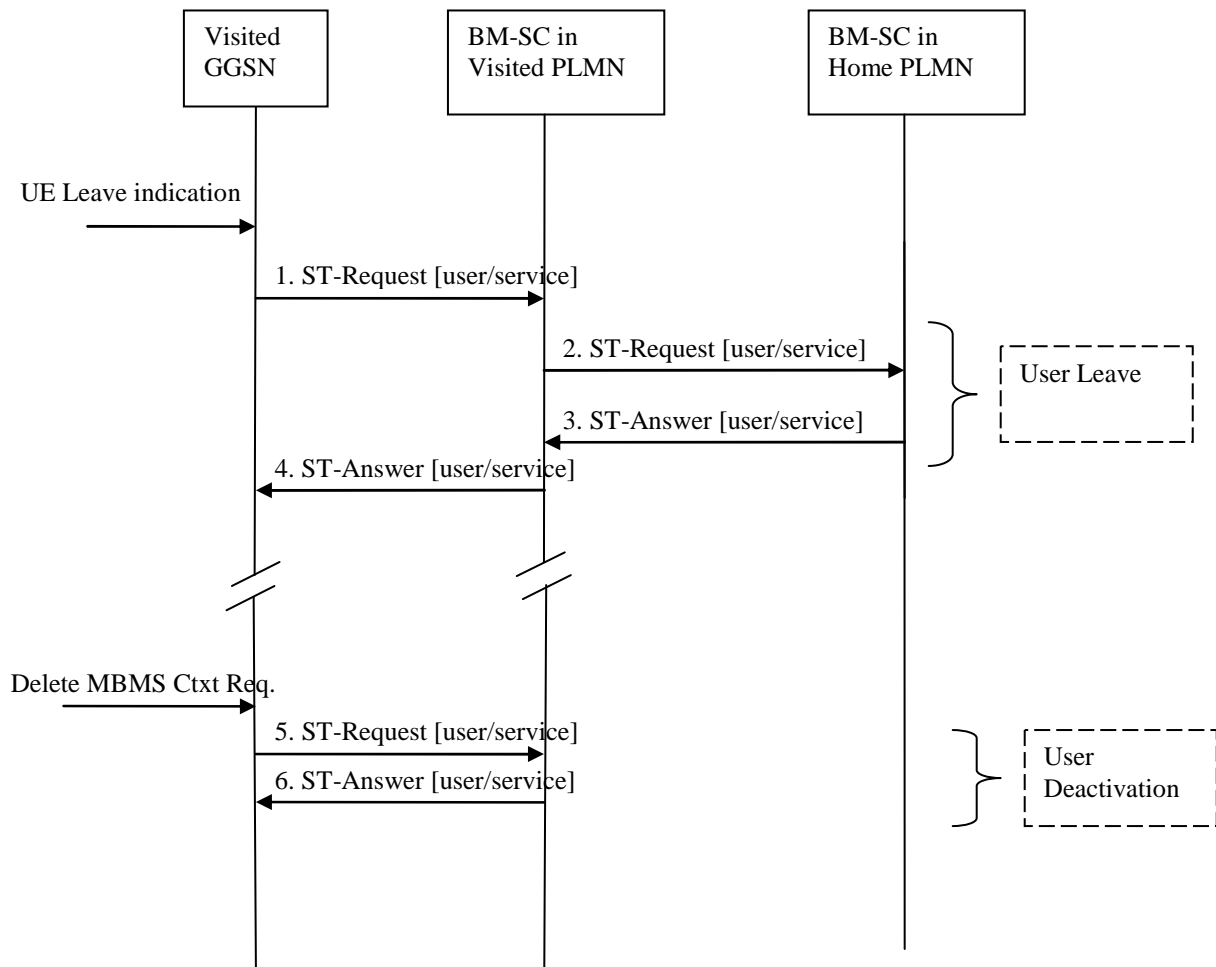 Visited
GGSN
BM-SC in
Visited PLMN
BM-SC in
Home PLMN
UE Leave indication
1. ST-Request [user/service]
2. ST-Request [user/service]
User Leave
3. ST-Answer [user/service]
4. ST-Answer [user/service]
Delete MBMS Ctxt Req.
5. ST-Request [user/service]
6. ST-Answer [user/service]
User
Deactivation